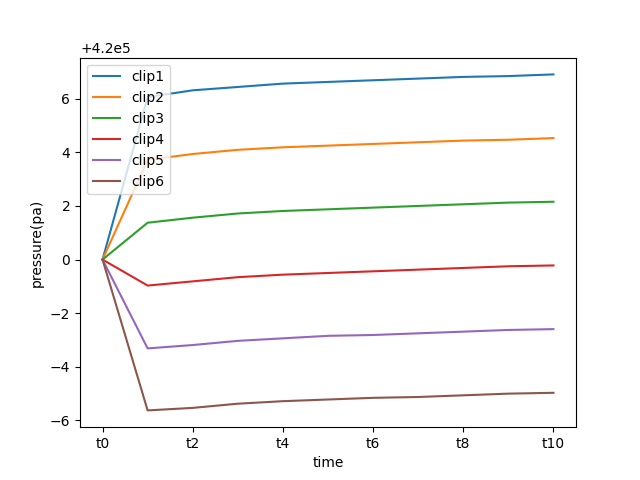 +4.2e5
clip1
clip2
clip3
clip4
clip5
clip6
6
4
2
0
−2
−4
−6
pressure(pa)
t0 t2 t4 t6 t8 t10
time